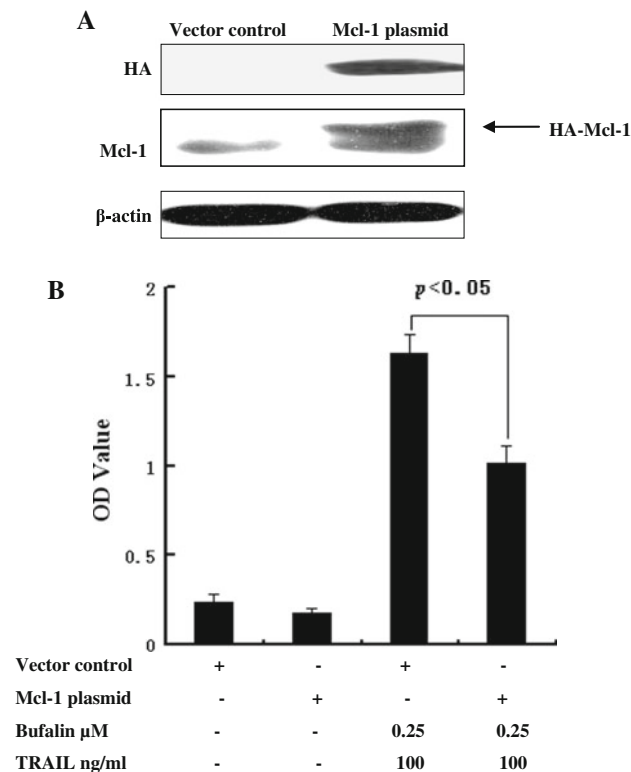 A
Vector control Mcl-1 plasmid
HA
HA-Mcl-1
Mcl-1
β-actin
B
p<0.05
2
1.5
1
0.5
0
OD Value
Vector control + - + -
Mcl-1 plasmid - + - +
Bufalin µM - - 0.25 0.25
TRAIL ng/ml - - 100 100